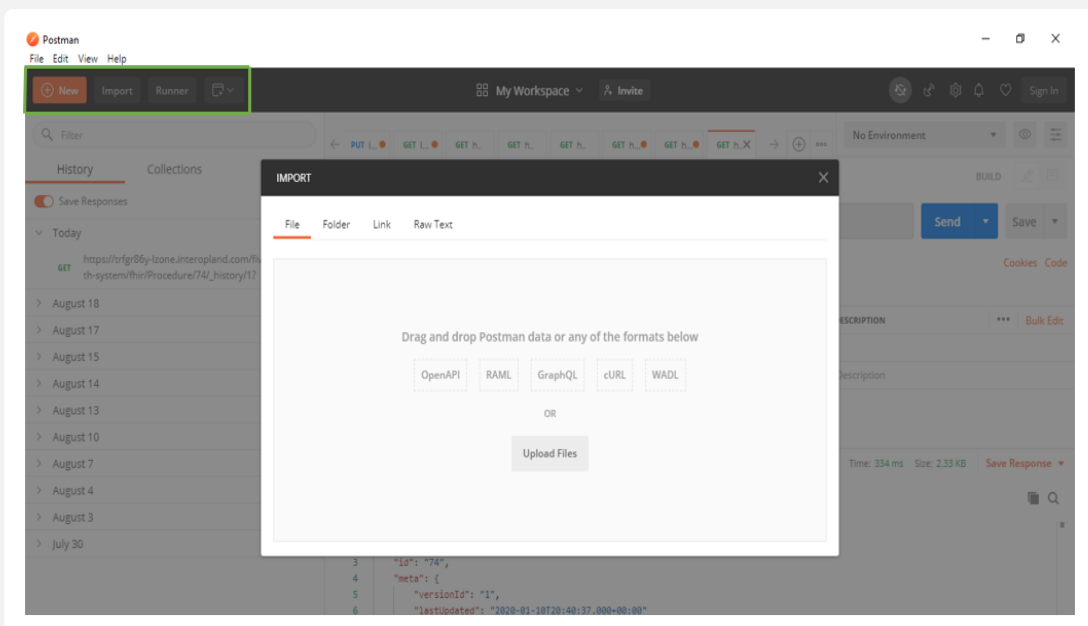 Postman
File Edit View Help
New Import Runner My Workspace Invite Sign In
Filter
PUT l... GET l... GET h.. GET h.. GET h.. GET h... GET h... GET h.. X
No Environment
History Collections
BUILD
Save Responses
Send Save
Today
GET https://trfgr86y-lzone.interopland.com/fiv
th-system/fhir/Procedure/74/_history/1?
Cookies Code
August 18
August 17
August 15
August 14
August 13
August 10
August 7
August 4
August 3
July 30
IMPORT
File Folder Link Raw Text
Drag and drop Postman data or any of the formats below
OpenAPI RAML GraphQL cURL WADL
OR
Upload Files
ESCRIPTION ••• Bulk Edit
Description
Time: 334 ms Size: 2.33 KB Save Response
3 "id": "74",
4 "meta": {
5 "versionId": "1",
6 "lastUpdated": "2020-01-10T20:40:37.000+00:00"